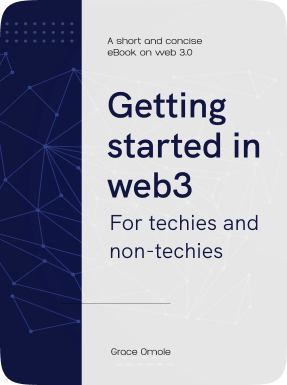 A short and concise
eBook on web 3.0
Getting
started in
web3
For techies and
non-techies
Grace Omole